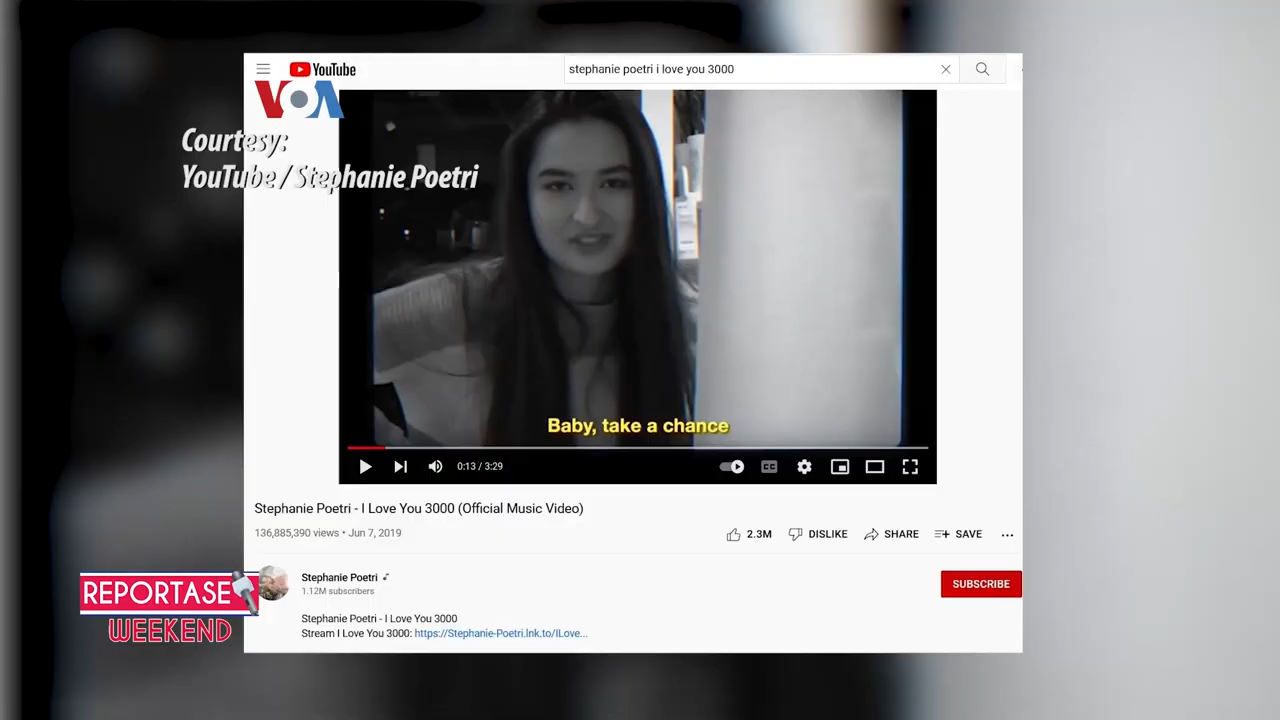 YouTube
stephanie poetri i love you 3000
VOA
Courtesy:
YouTube / Stephanie Poetri
Baby, take a chance
0:13 / 3:29
CC
Stephanie Poetri - I Love You 3000 (Official Music Video)
136,885,390 views • Jun 7, 2019
2.3M
DISLIKE
SHARE
SAVE
Stephanie Poetri
1.12M subscribers
SUBSCRIBE
REPORTASE
WEEKEND
Stephanie Poetri - I Love You 3000
Stream I Love You 3000: https://Stephanie-Poetri.lnk.to/ILove...